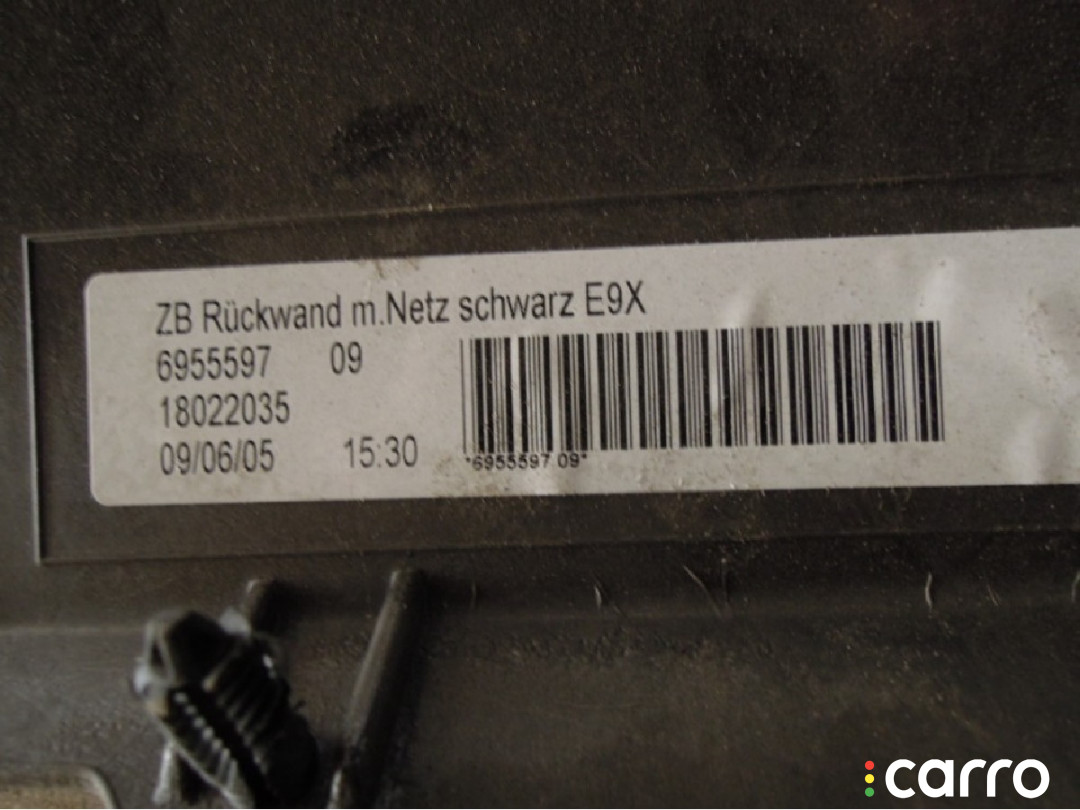 ZB Rückwand m.Netz schwarz E9X
6955597 09
18022035
09/06/05 15:30
*6955597 09*
carro